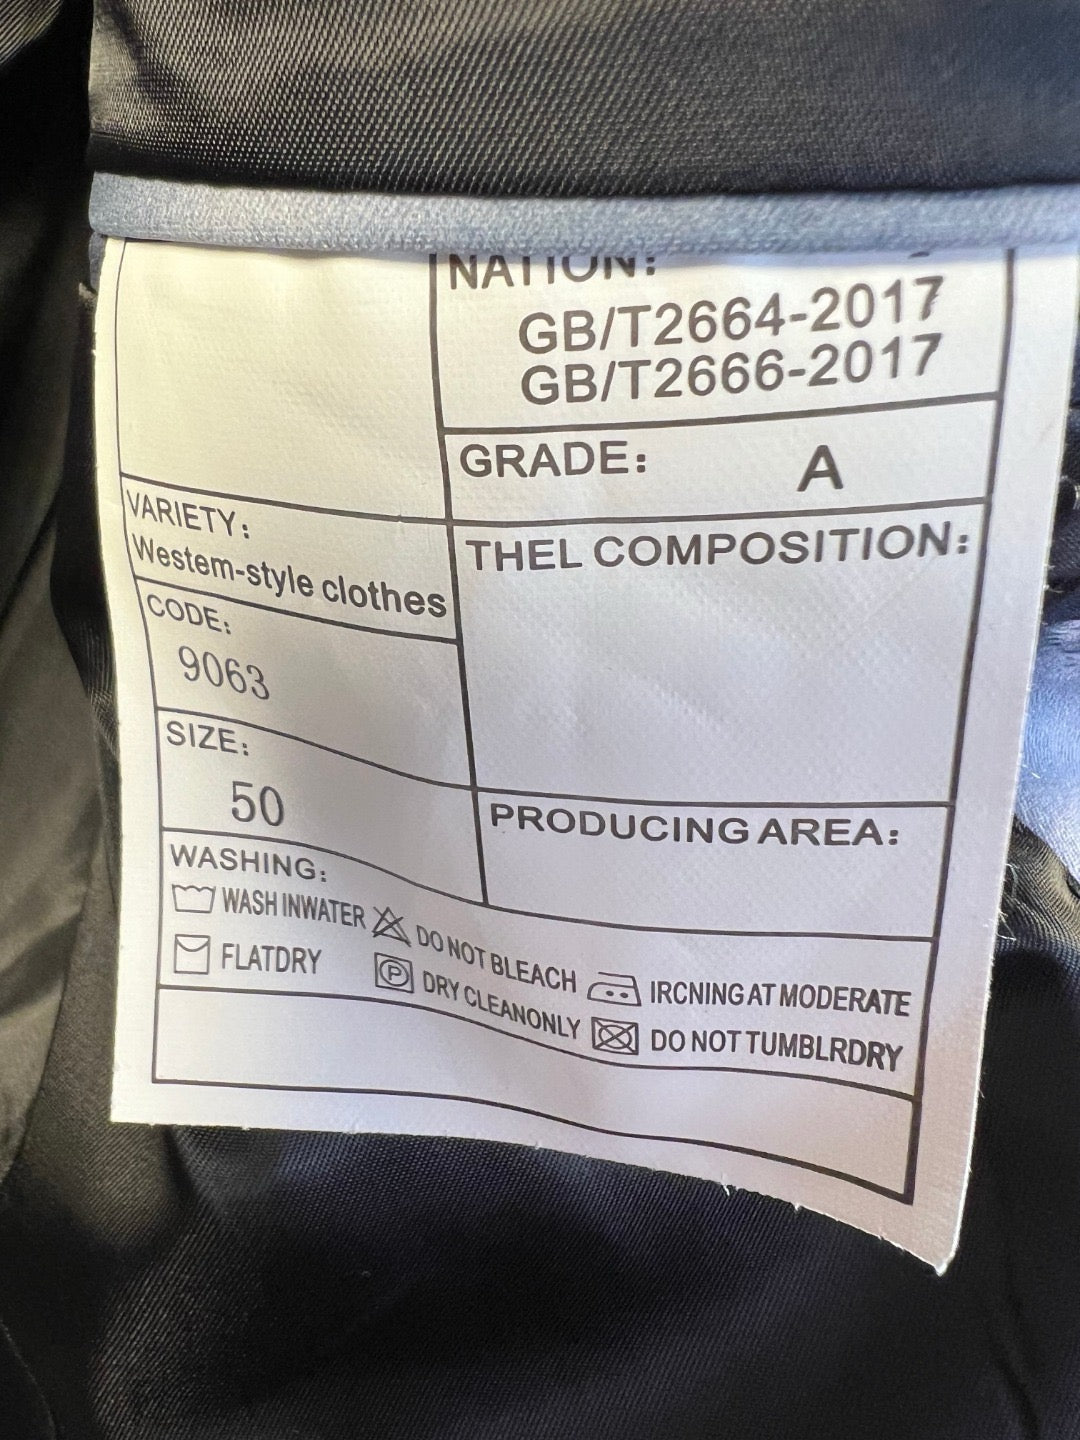 NATION:
GB/T2664-2017
GB/T2666-2017
GRADE: A
VARIETY:
Westem-style clothes
THEL COMPOSITION:
CODE:
9063
SIZE:
50
PRODUCING AREA:
WASHING:
WASH INWATER DO NOT BLEACH IRCNING AT MODERATE
FLATDRY P DRY CLEANONLY DO NOT TUMBLRDRY